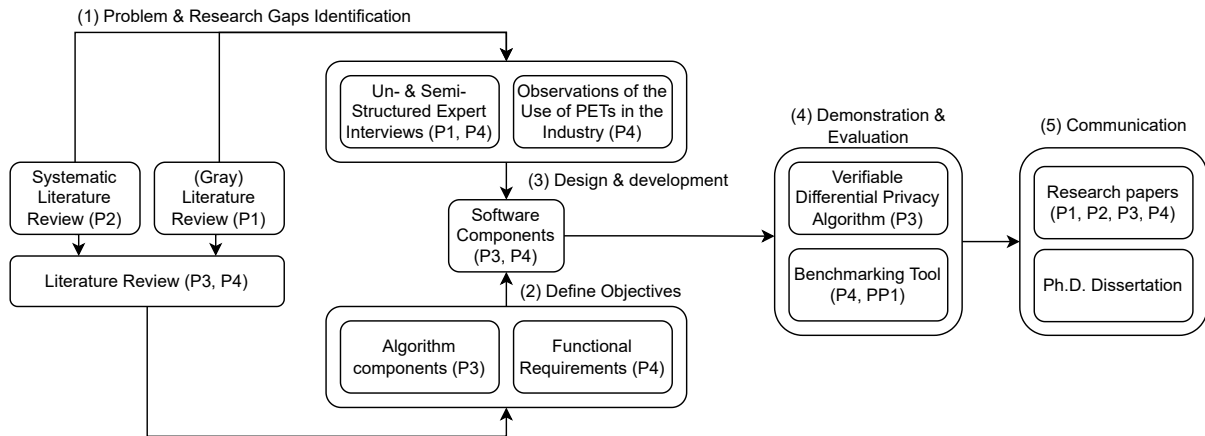 (1) Problem & Research Gaps Identification
Un- & Semi-
Structured Expert
Interviews (P1, P4)
Observations of the
Use of PETs in the
Industry (P4)
Systematic
Literature
Review (P2)
(Gray)
Literature
Review (P1)
Literature Review (P3, P4)
(3) Design & development
Software
Components
(P3, P4)
(2) Define Objectives
Algorithm
components (P3)
Functional
Requirements (P4)
(4) Demonstration &
Evaluation
Verifiable
Differential Privacy
Algorithm (P3)
Benchmarking Tool
(P4, PP1)
(5) Communication
Research papers
(P1, P2, P3, P4)
Ph.D. Dissertation